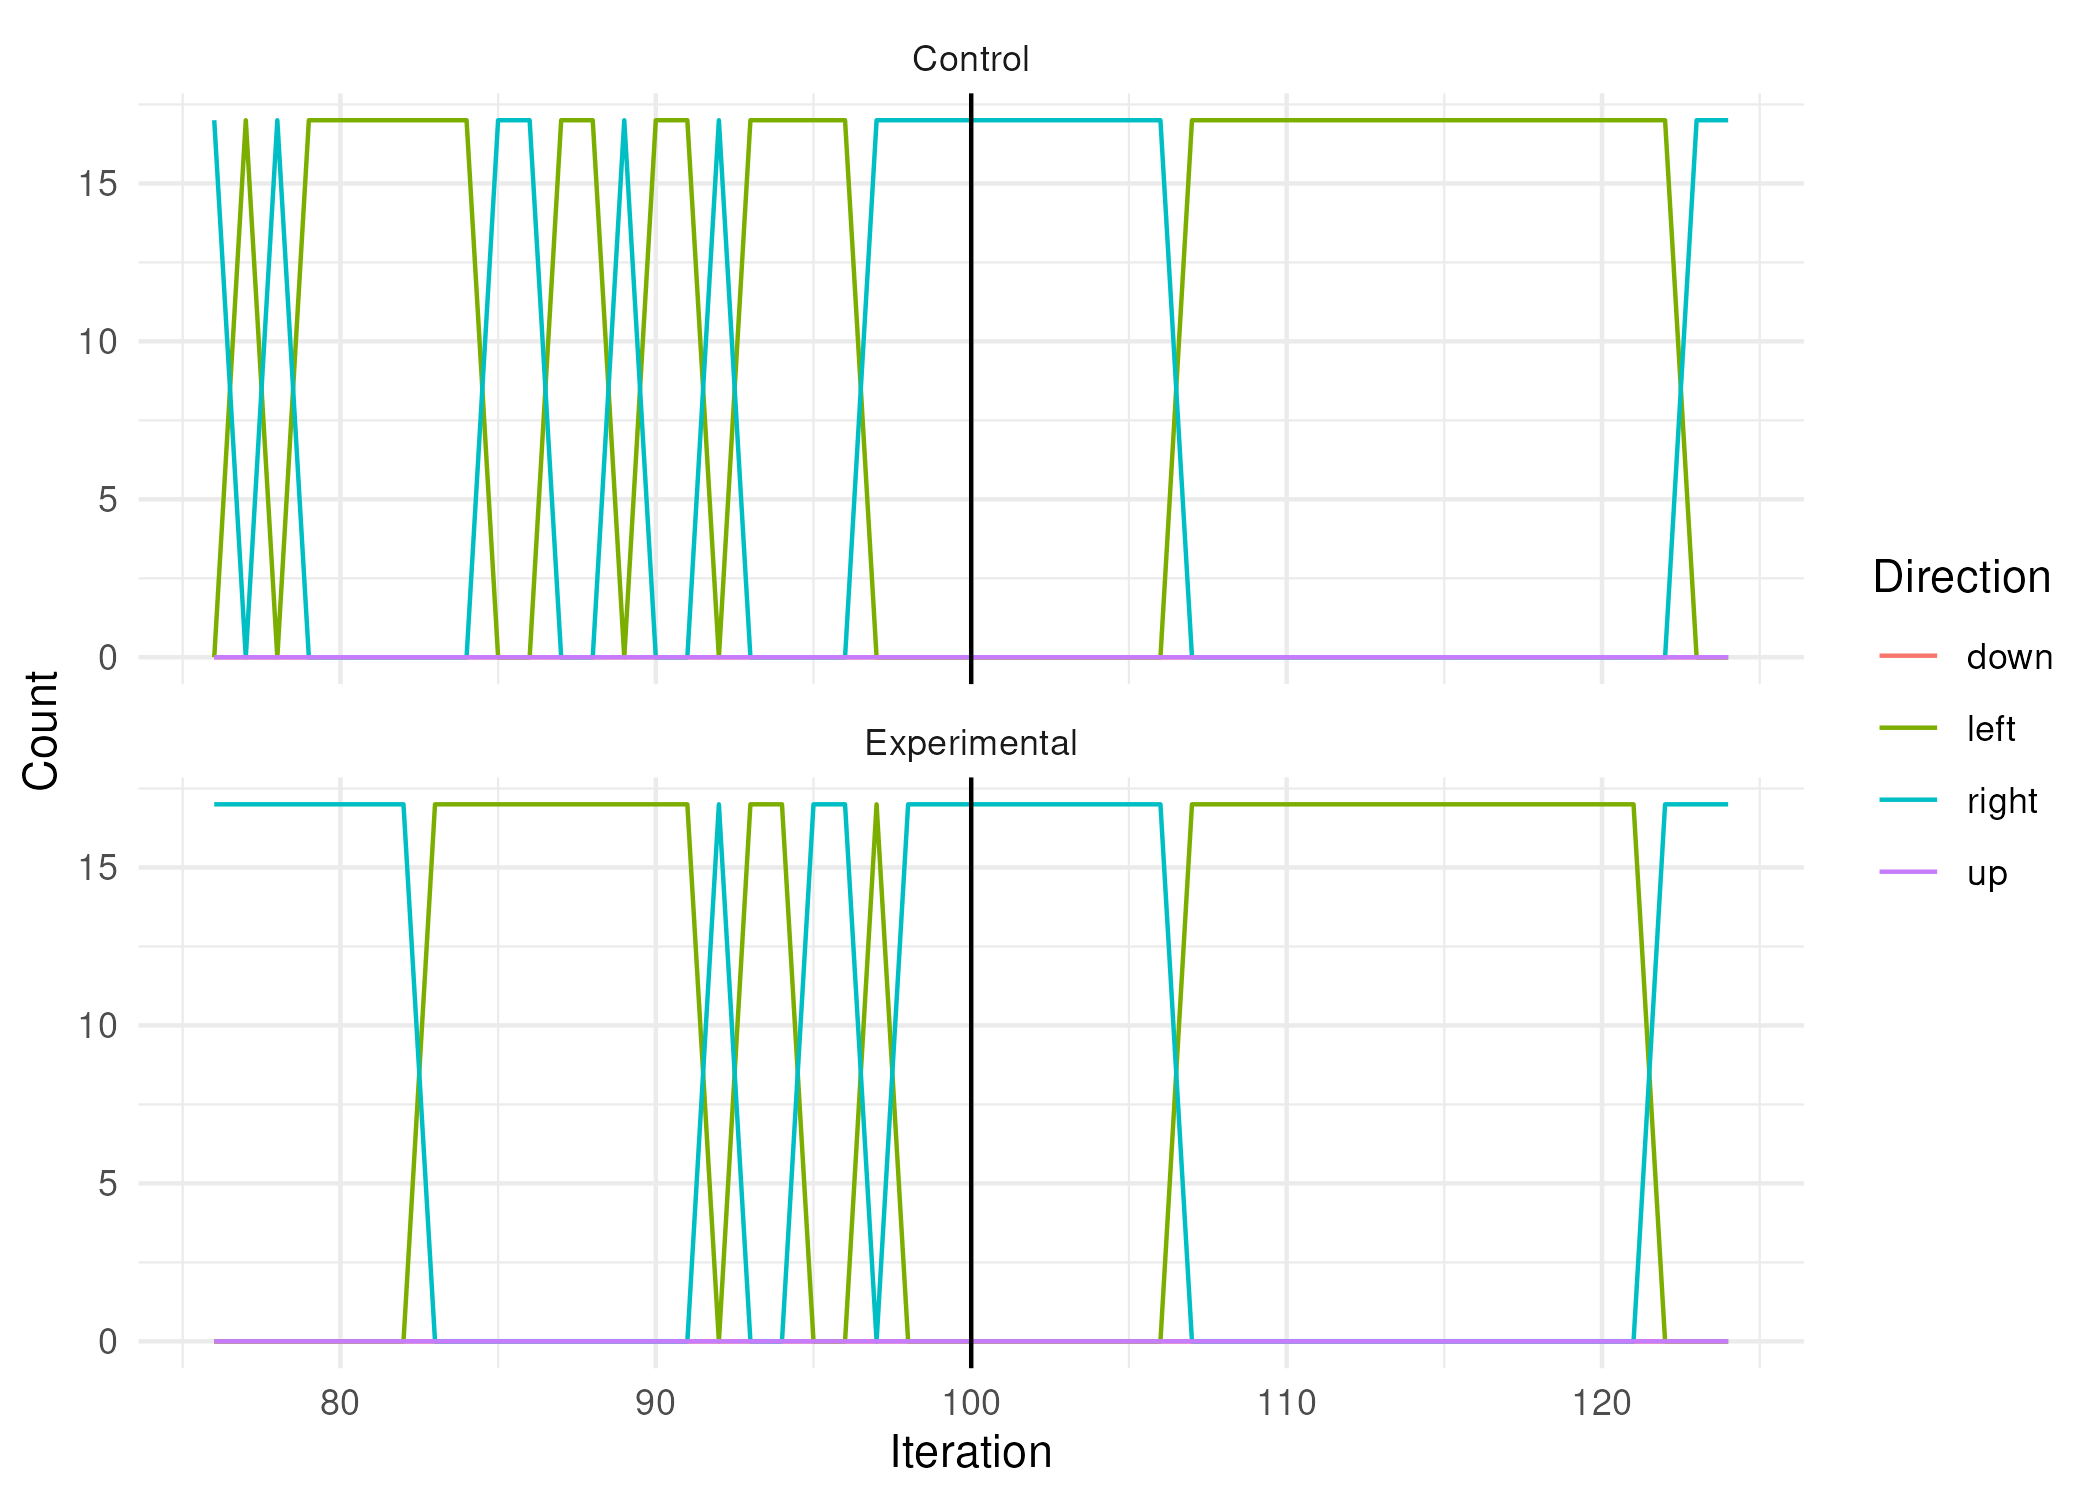 Control
15
10
5
0
Count
Experimental
15
10
5
0
80 90 100 110 120
Iteration
Direction
down
left
right
up